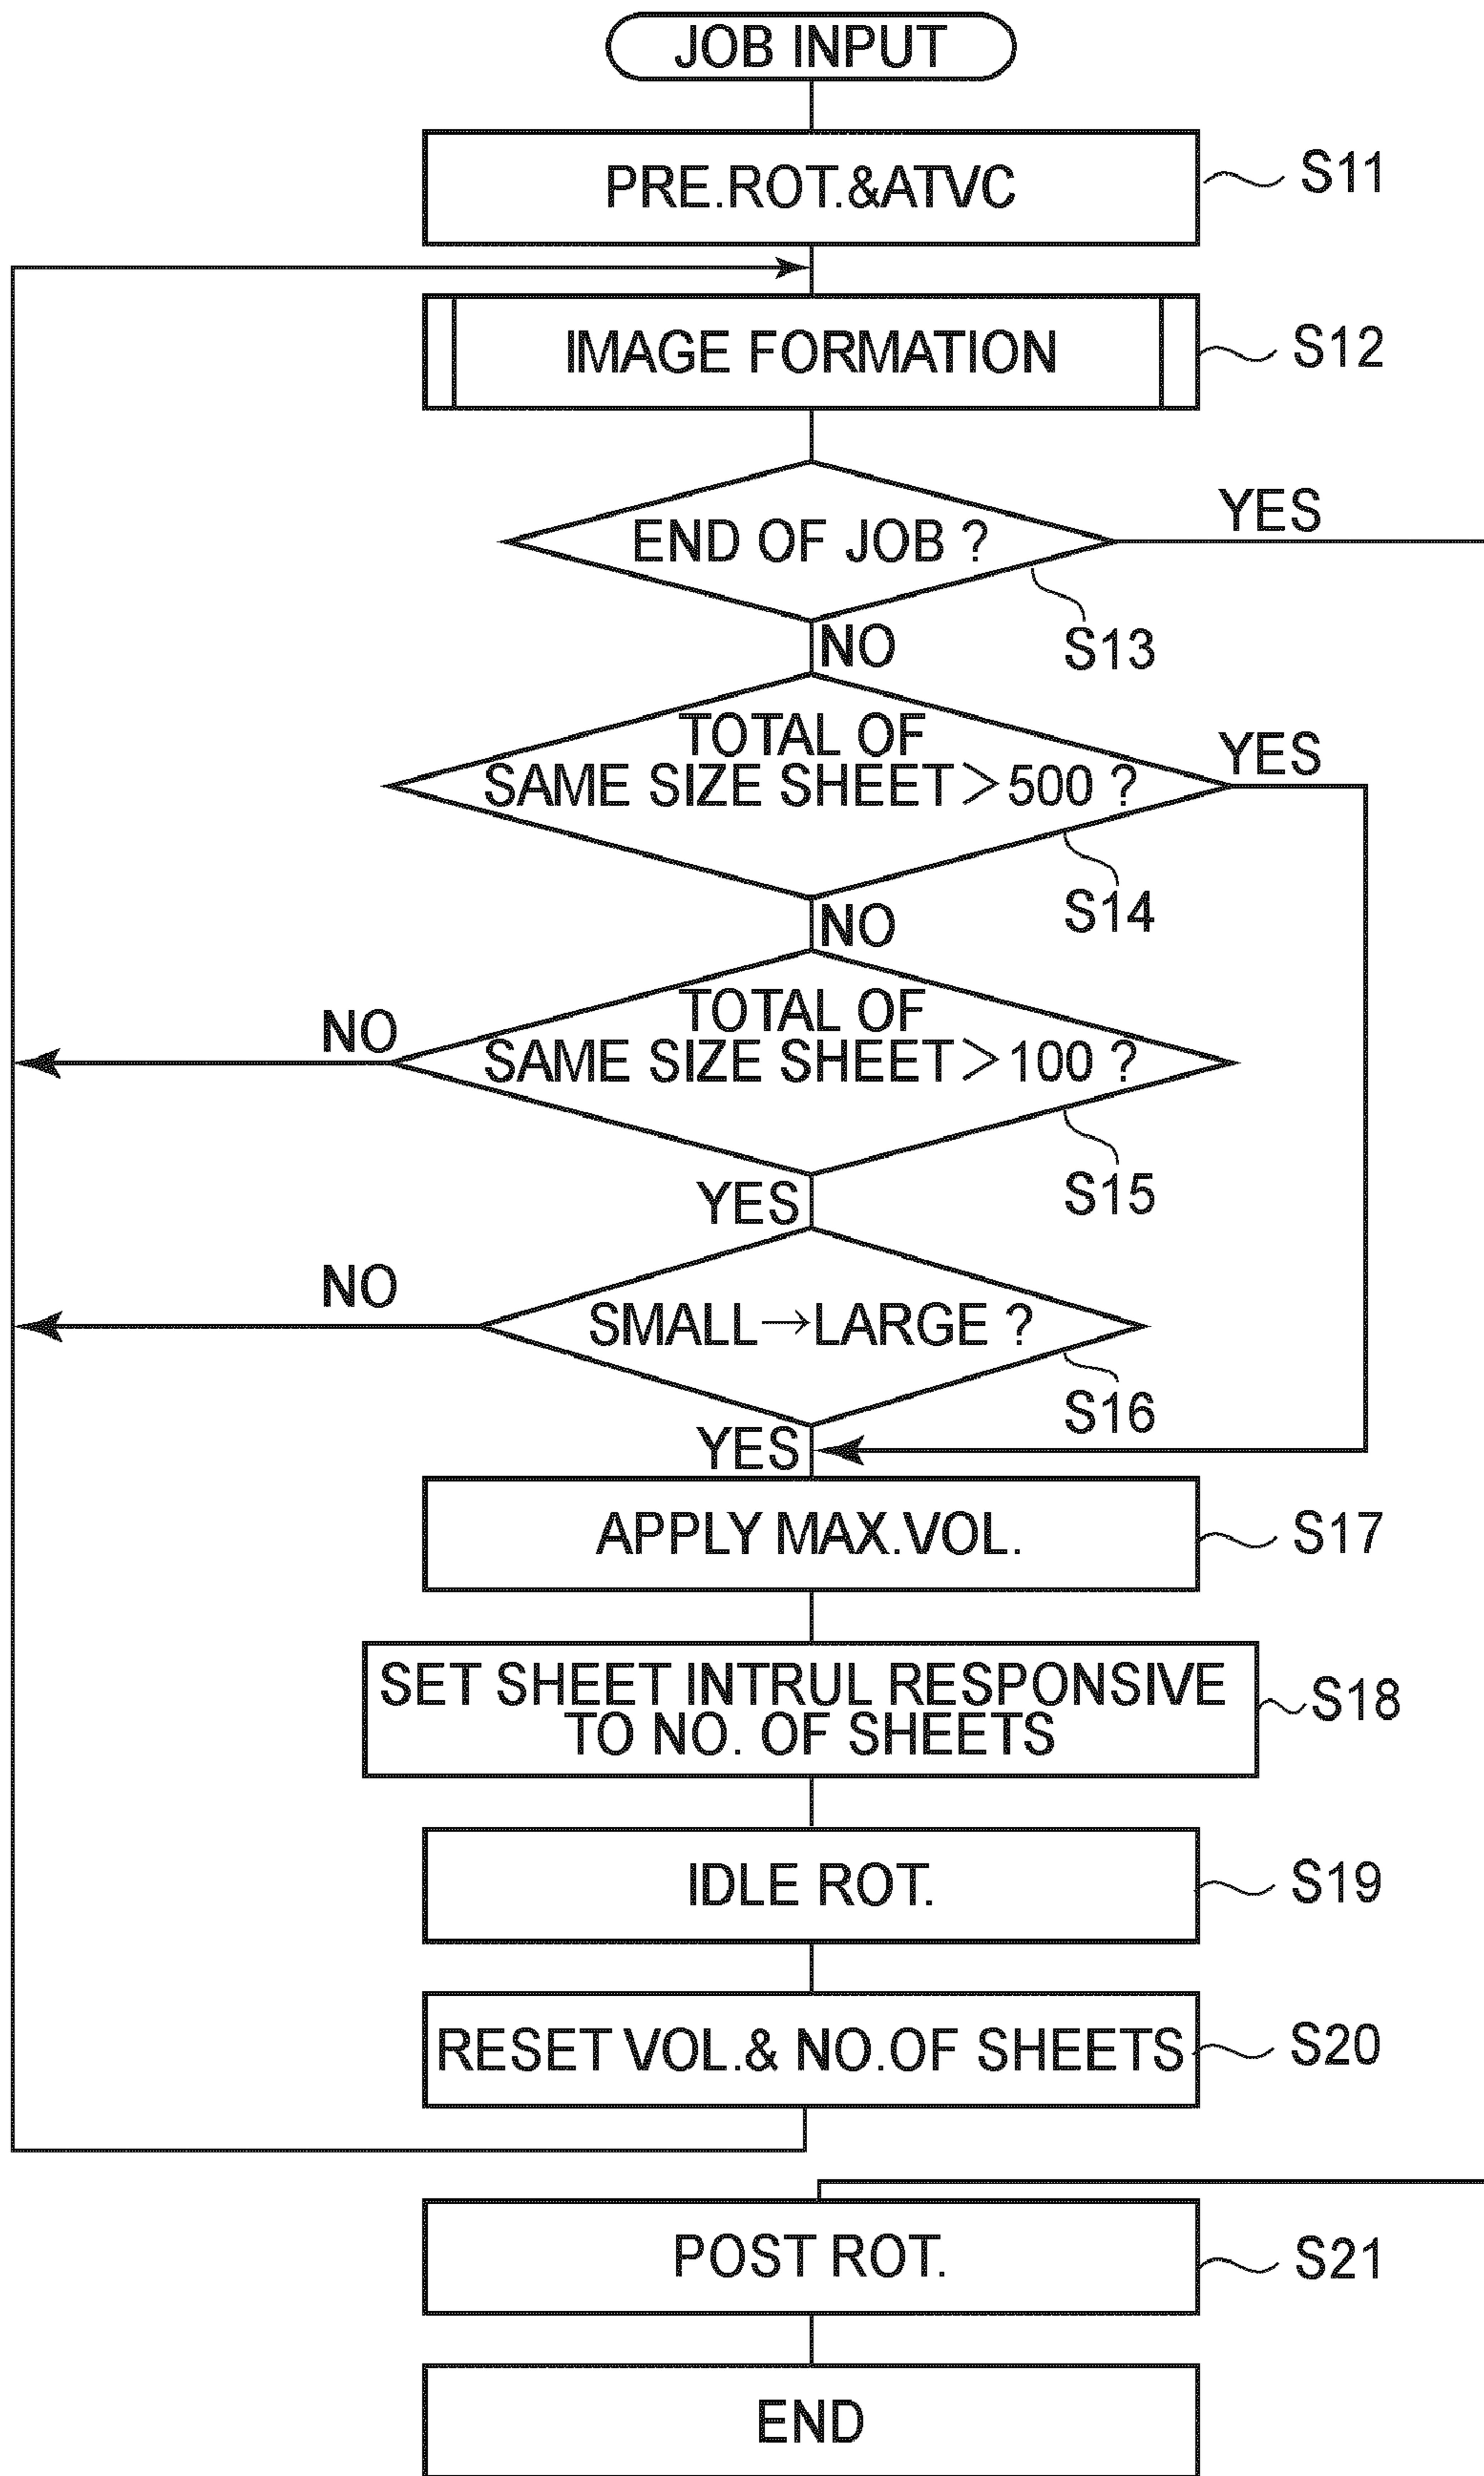 JOB INPUT
PRE.ROT.&ATVC
S11
IMAGE FORMATION
S12
END OF JOB ?
YES
S13
NO
TOTAL OF
SAME SIZE SHEET>500 ?
YES
S14
NO
TOTAL OF
SAME SIZE SHEET>100 ?
NO
S15
YES
SMALL→LARGE ?
NO
S16
YES
APPLY MAX.VOL.
S17
SET SHEET INTRUL RESPONSIVE
TO NO. OF SHEETS
S18
IDLE ROT.
S19
RESET VOL.& NO.OF SHEETS
S20
POST ROT.
S21
END